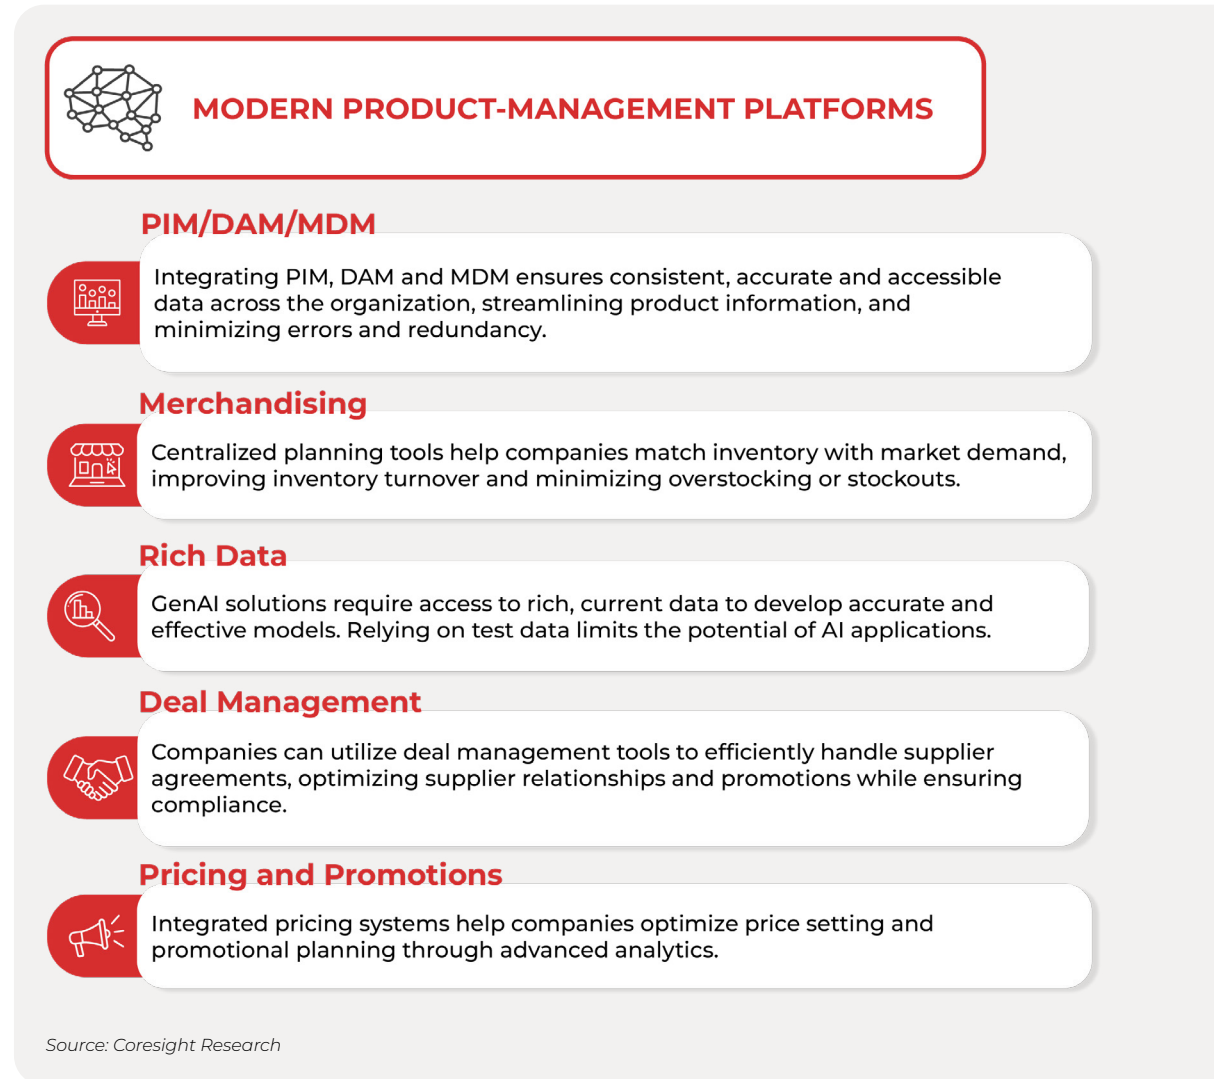 MODERN PRODUCT-MANAGEMENT PLATFORMS
PIM/DAM/MDM
Integrating PIM, DAM and MDM ensures consistent, accurate and accessible
data across the organization, streamlining product information, and
minimizing errors and redundancy.
Merchandising
Centralized planning tools help companies match inventory with market demand,
improving inventory turnover and minimizing overstocking or stockouts.
Rich Data
GenAI solutions require access to rich, current data to develop accurate and
effective models. Relying on test data limits the potential of AI applications.
Deal Management
Companies can utilize deal management tools to efficiently handle supplier
agreements, optimizing supplier relationships and promotions while ensuring
compliance.
Pricing and Promotions
Integrated pricing systems help companies optimize price setting and
promotional planning through advanced analytics.
Source: Coresight Research